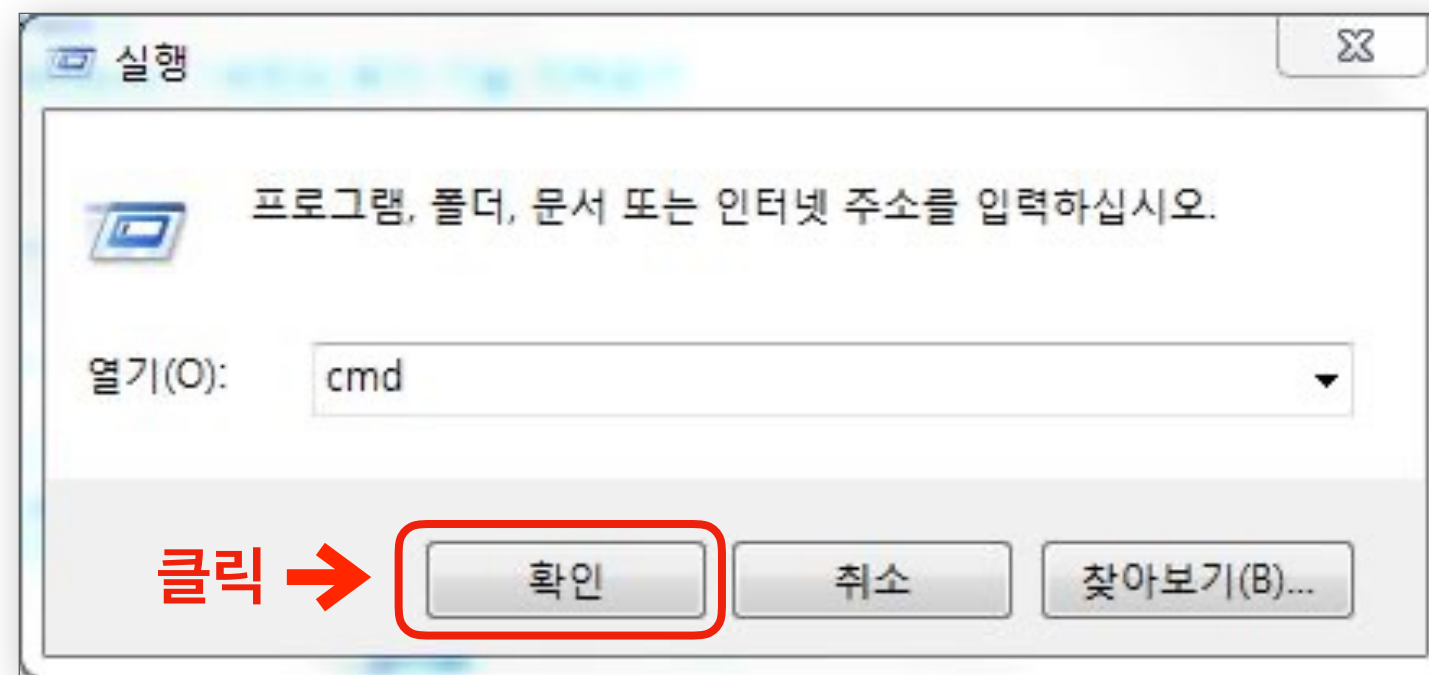 실행
프로그램, 폴더, 문서 또는 인터넷 주소를 입력하십시오.
열기(O): cmd
클릭 → 확인 취소 찾아보기(B)...